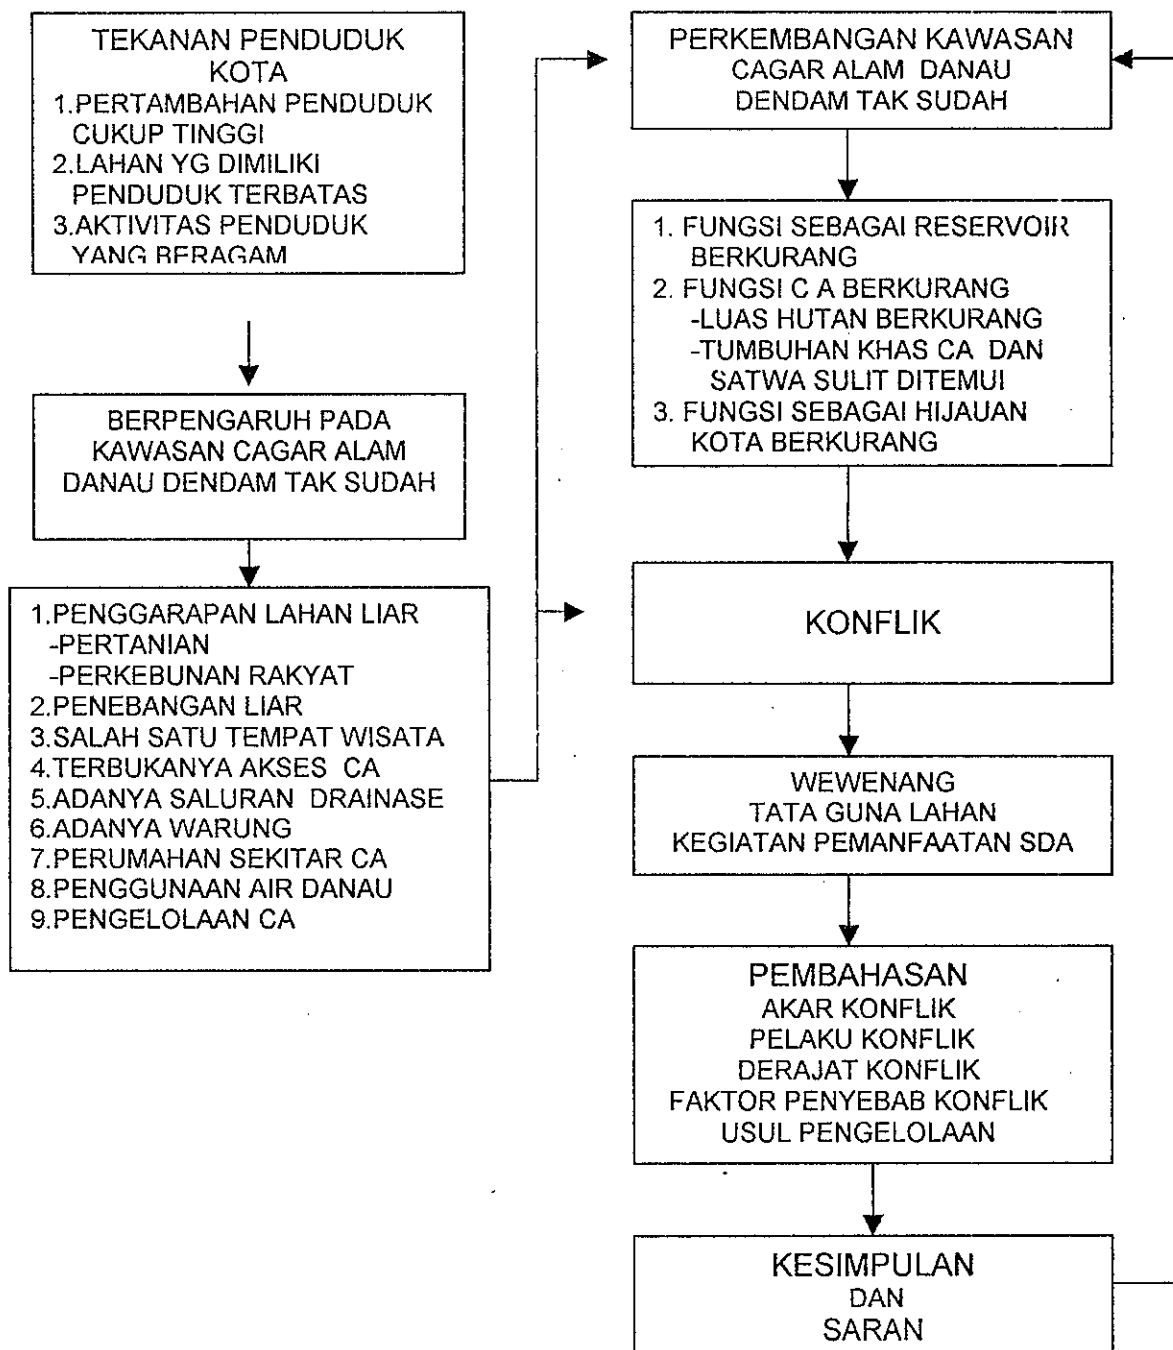 TEKANAN PENDUDUK
KOTA
1.PERTAMBAHAN PENDUDUK
CUKUP TINGGI
2.LAHAN YG DIMILIKI
PENDUDUK TERBATAS
3.AKTIVITAS PENDUDUK
YANG BERAGAM
BERPENGARUH PADA
KAWASAN CAGAR ALAM
DANAU DENDAM TAK SUDAH
1.PENGGARAPAN LAHAN LIAR
-PERTANIAN
-PERKEBUNAN RAKYAT
2.PENEBANGAN LIAR
3.SALAH SATU TEMPAT WISATA
4.TERBUKANYA AKSES CA
5.ADANYA SALURAN DRAINASE
6.ADANYA WARUNG
7.PERUMAHAN SEKITAR CA
8.PENGGUNAAN AIR DANAU
9.PENGELOLAAN CA
PERKEMBANGAN KAWASAN
CAGAR ALAM DANAU
DENDAM TAK SUDAH
1. FUNGSI SEBAGAI RESERVOIR
BERKURANG
2. FUNGSI C A BERKURANG
-LUAS HUTAN BERKURANG
-TUMBUHAN KHAS CA DAN
SATWA SULIT DITEMUI
3. FUNGSI SEBAGAI HIJAUAN
KOTA BERKURANG
KONFLIK
WEWENANG
TATA GUNA LAHAN
KEGIATAN PEMANFAATAN SDA
PEMBAHASAN
AKAR KONFLIK
PELAKU KONFLIK
DERAJAT KONFLIK
FAKTOR PENYEBAB KONFLIK
USUL PENGELOLAAN
KESIMPULAN
DAN
SARAN